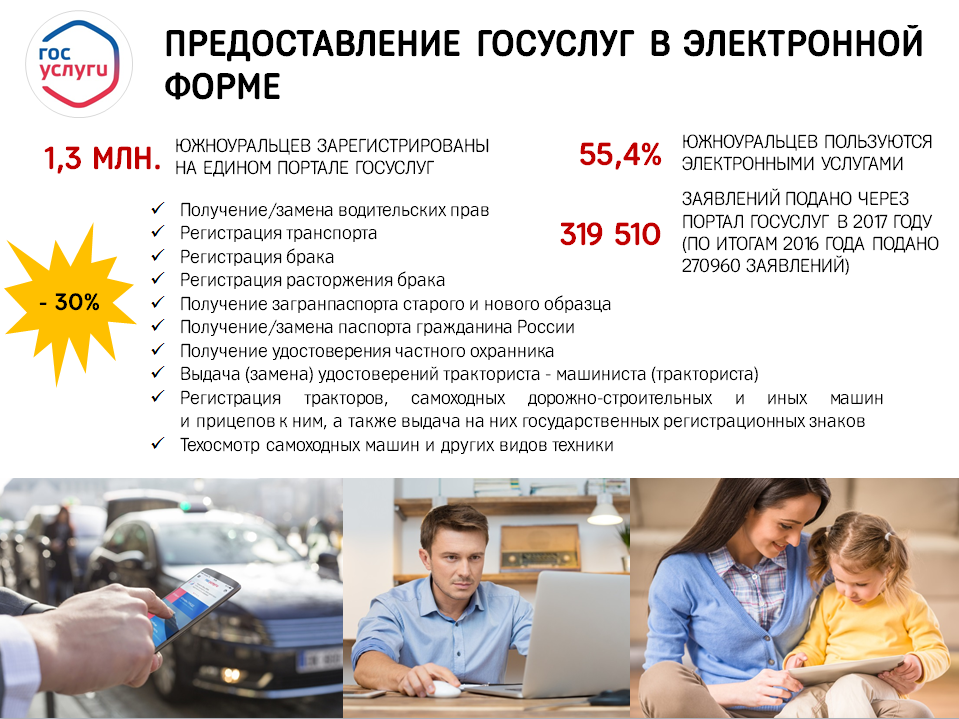 гос
услуги
ПРЕДОСТАВЛЕНИЕ ГОСУСЛУГ В ЭЛЕКТРОННОЙ
ФОРМЕ
1,3 МЛН.
ЮЖНОУРАЛЬЦЕВ ЗАРЕГИСТРИРОВАНЫ
НА ЕДИНОМ ПОРТАЛЕ ГОСУСЛУГ
55,4%
ЮЖНОУРАЛЬЦЕВ ПОЛЬЗУЮТСЯ
ЭЛЕКТРОННЫМИ УСЛУГАМИ
319 510
ЗАЯВЛЕНИЙ ПОДАНО ЧЕРЕЗ
ПОРТАЛ ГОСУСЛУГ В 2017 ГОДУ
(ПО ИТОГАМ 2016 ГОДА ПОДАНО
270960 ЗАЯВЛЕНИЙ)
- 30%
✓ Получение/замена водительских прав
✓ Регистрация транспорта
✓ Регистрация брака
✓ Регистрация расторжения брака
✓ Получение загранпаспорта старого и нового образца
✓ Получение/замена паспорта гражданина России
✓ Получение удостоверения частного охранника
✓ Выдача (замена) удостоверений тракториста - машиниста (тракториста)
✓ Регистрация тракторов, самоходных дорожно-строительных и иных машин
и прицепов к ним, а также выдача на них государственных регистрационных знаков
✓ Техосмотр самоходных машин и других видов техники